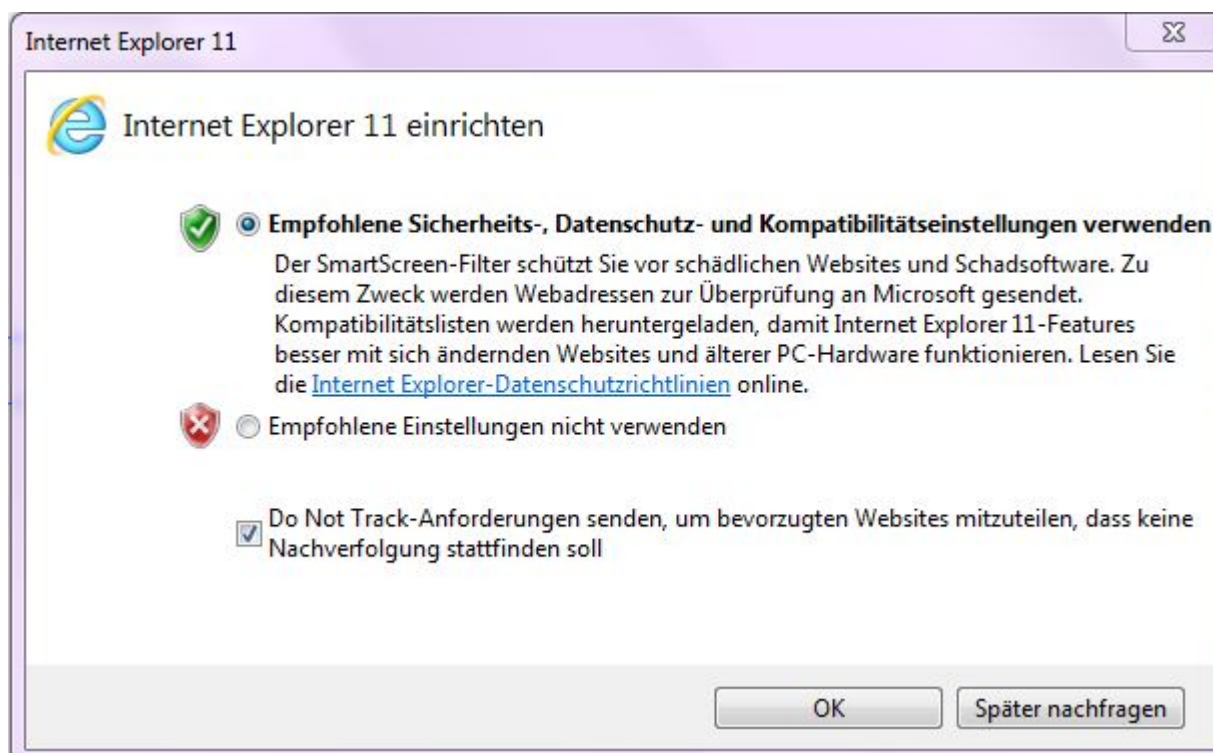 Internet Explorer 11
Internet Explorer 11 einrichten
Empfohlene Sicherheits-, Datenschutz- und Kompatibilitätseinstellungen verwenden
Der SmartScreen-Filter schützt Sie vor schädlichen Websites und Schadsoftware. Zu
diesem Zweck werden Webadressen zur Überprüfung an Microsoft gesendet.
Kompatibilitätslisten werden heruntergeladen, damit Internet Explorer 11-Features
besser mit sich ändernden Websites und älterer PC-Hardware funktionieren. Lesen Sie
die Internet Explorer-Datenschutzrichtlinien online.
Empfohlene Einstellungen nicht verwenden
Do Not Track-Anforderungen senden, um bevorzugten Websites mitzuteilen, dass keine
Nachverfolgung stattfinden soll
OK
Später nachfragen